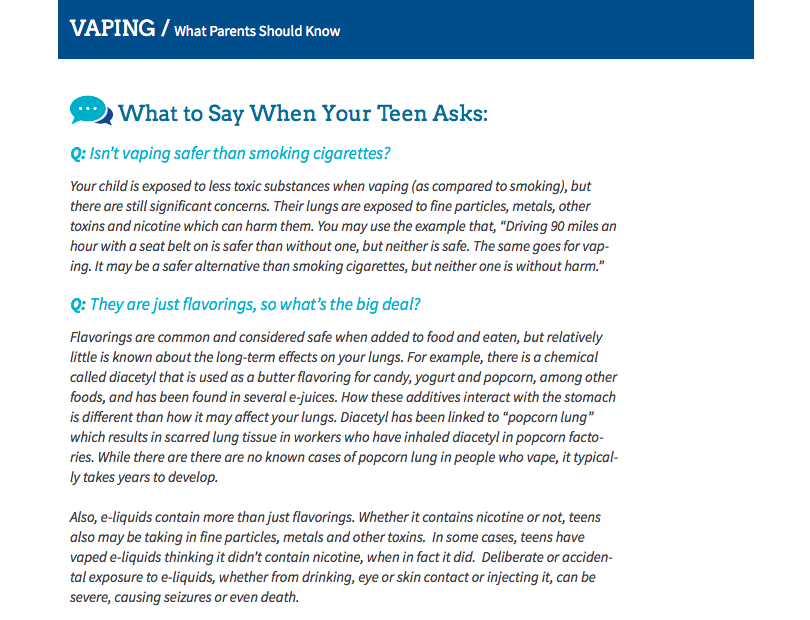 VAPING / What Parents Should Know
What to Say When Your Teen Asks:
Q: Isn’t vaping safer than smoking cigarettes?
Your child is exposed to less toxic substances when vaping (as compared to smoking), but
there are still significant concerns. Their lungs are exposed to fine particles, metals, other
toxins and nicotine which can harm them. You may use the example that, “Driving 90 miles an
hour with a seat belt on is safer than without one, but neither is safe. The same goes for vap-
ing. It may be a safer alternative than smoking cigarettes, but neither one is without harm.”
Q: They are just flavorings, so what’s the big deal?
Flavorings are common and considered safe when added to food and eaten, but relatively
little is known about the long-term effects on your lungs. For example, there is a chemical
called diacetyl that is used as a butter flavoring for candy, yogurt and popcorn, among other
foods, and has been found in several e-juices. How these additives interact with the stomach
is different than how it may affect your lungs. Diacetyl has been linked to “popcorn lung”
which results in scarred lung tissue in workers who have inhaled diacetyl in popcorn facto-
ries. While there are there are no known cases of popcorn lung in people who vape, it typical-
ly takes years to develop.
Also, e-liquids contain more than just flavorings. Whether it contains nicotine or not, teens
also may be taking in fine particles, metals and other toxins.  In some cases, teens have
vaped e-liquids thinking it didn’t contain nicotine, when in fact it did.  Deliberate or acciden-
tal exposure to e-liquids, whether from drinking, eye or skin contact or injecting it, can be
severe, causing seizures or even death.